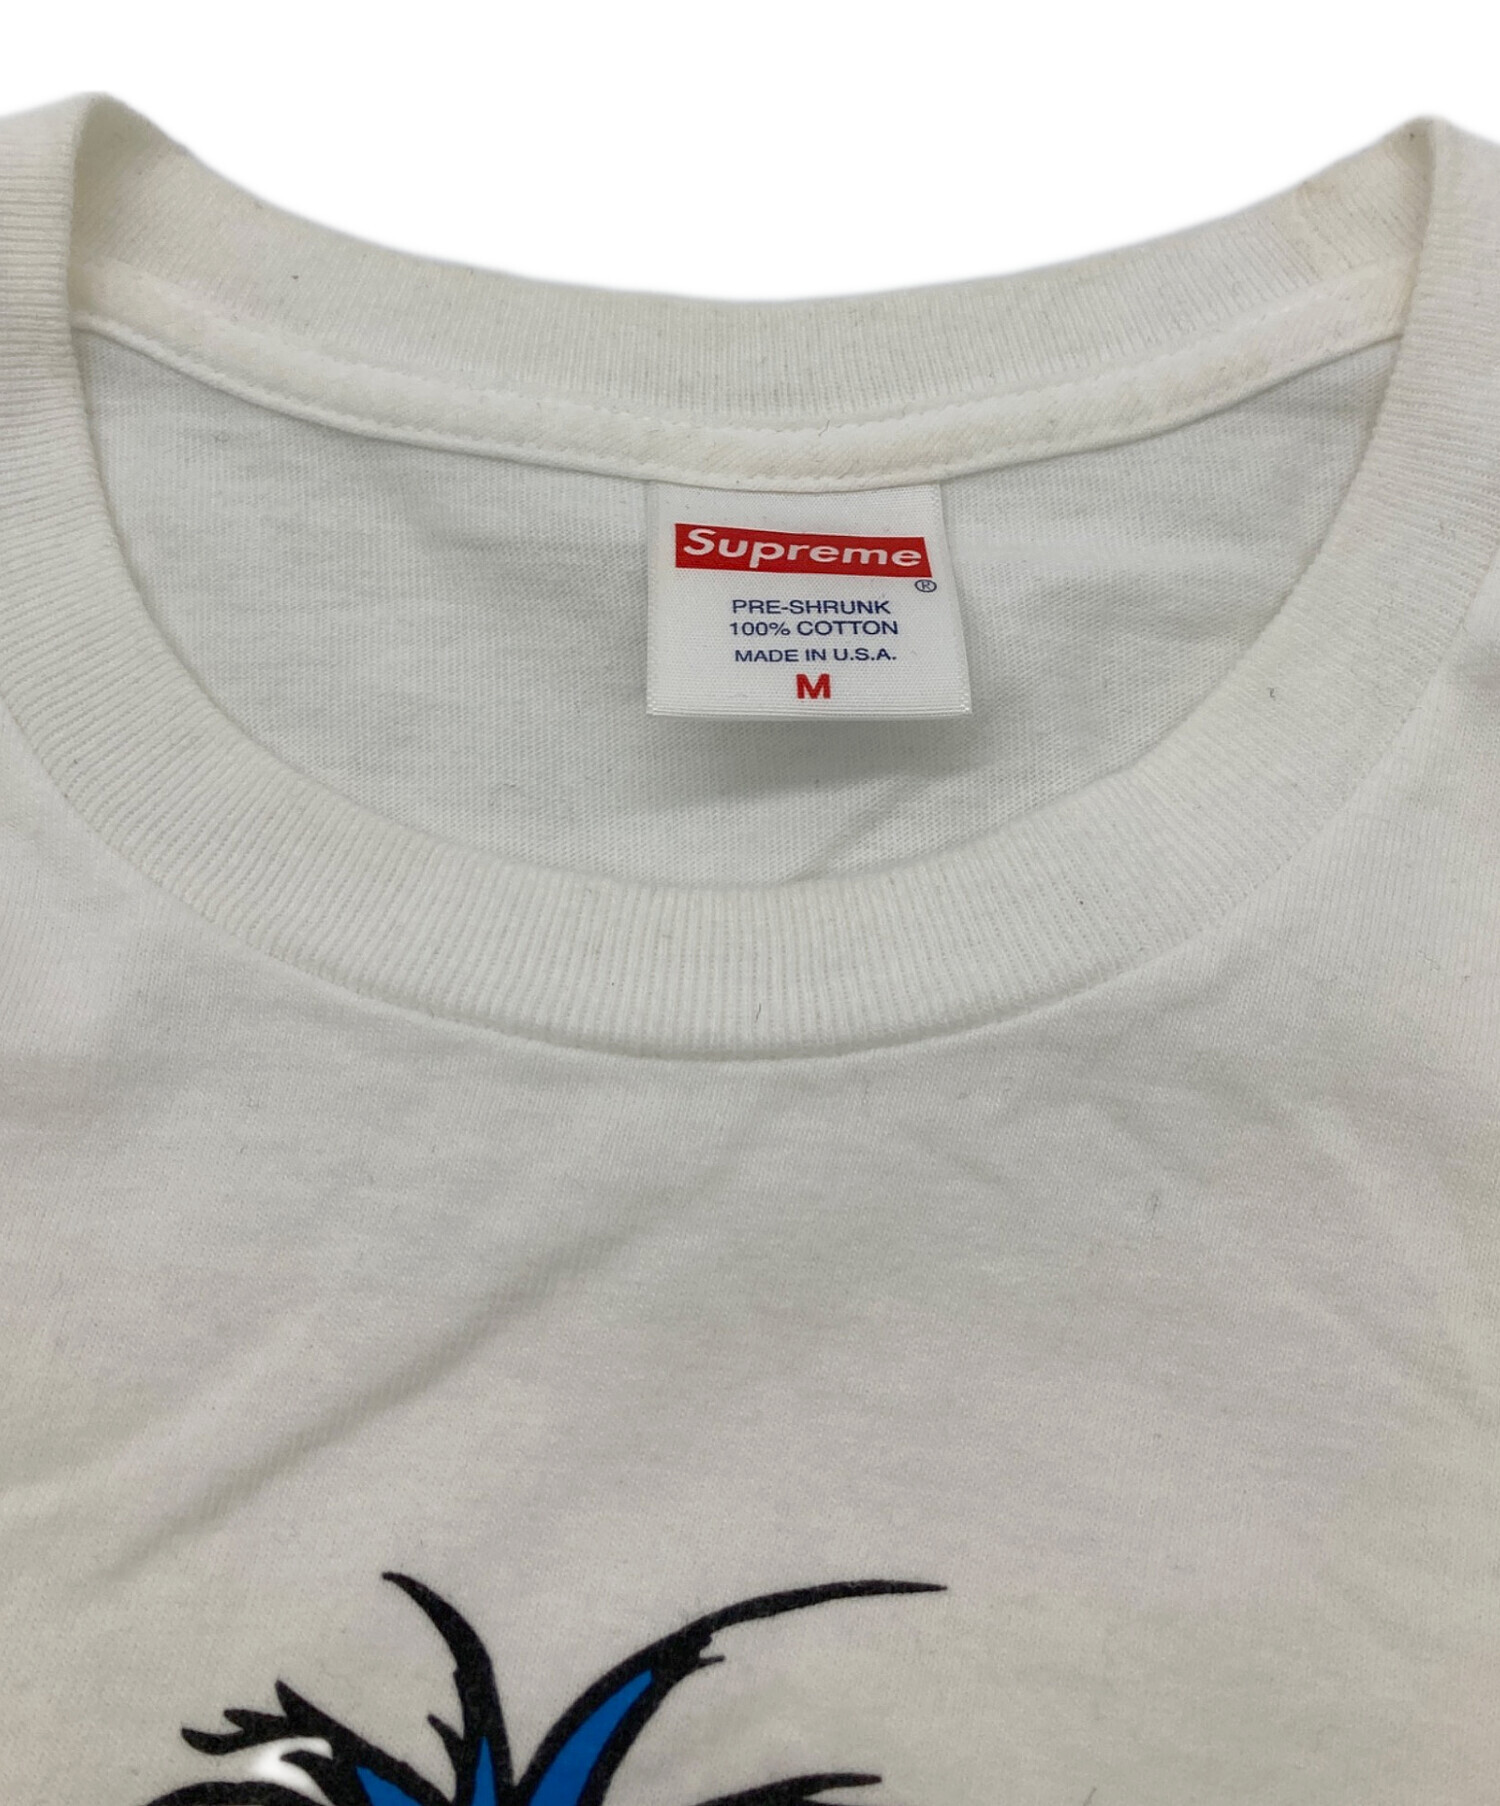 Supreme
®
PRE-SHRUNK
100% COTTON
MADE IN U.S.A.
M